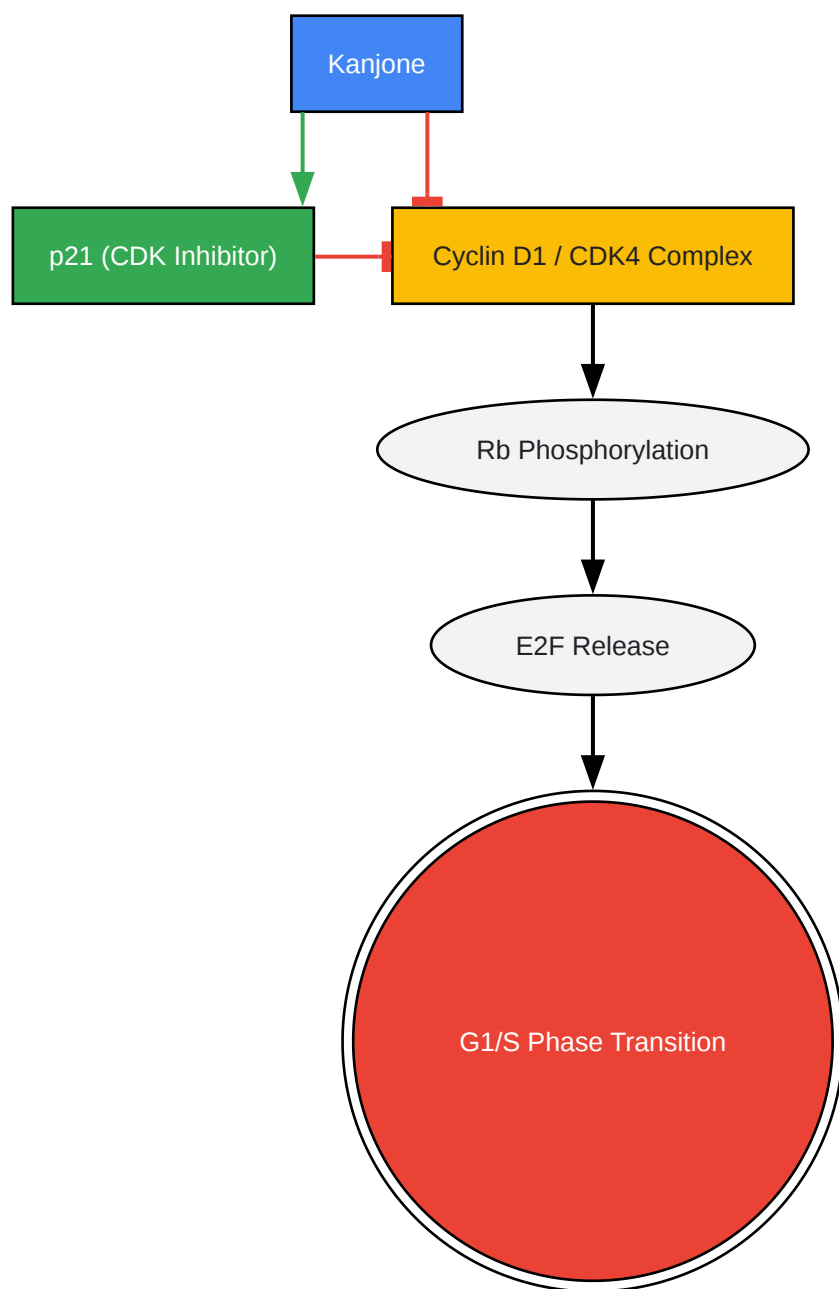 Kanjone
p21 (CDK Inhibitor)
Cyclin D1 / CDK4 Complex
Rb Phosphorylation
E2F Release
G1/S Phase Transition